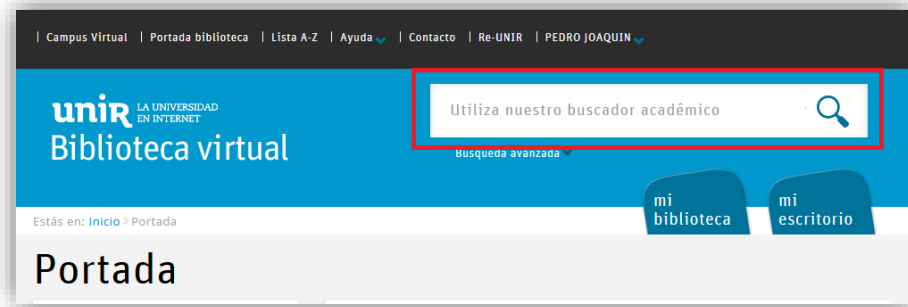 | Campus Virtual | Portada biblioteca | Lista A-Z | Ayuda | Contacto | Re-UNIR | PEDRO JOAQUIN
unir LA UNIVERSIDAD
EN INTERNET
Biblioteca virtual
Utiliza nuestro buscador académico
Búsqueda avanzada
mi
biblioteca
mi
escritorio
Estás en: Inicio > Portada
Portada